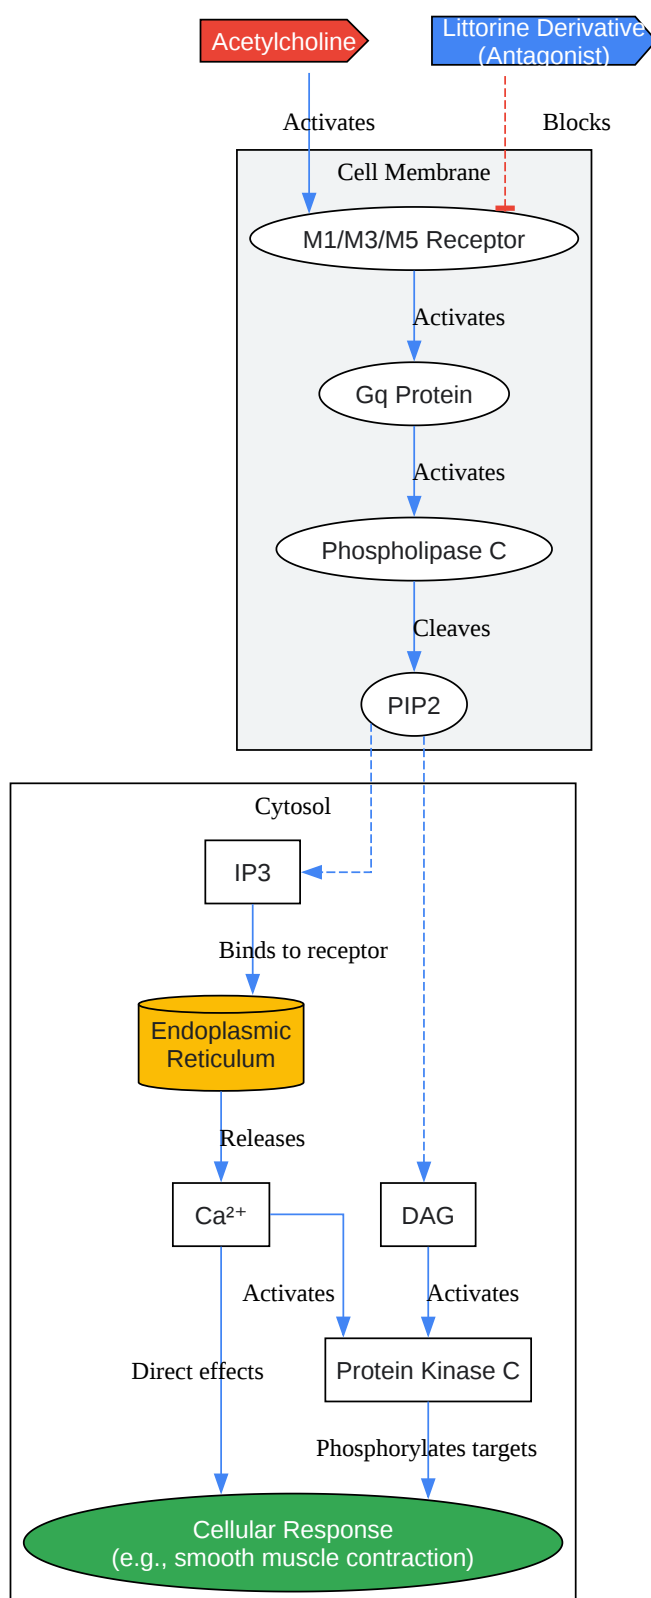 Acetylcholine
Littorine Derivative
(Antagonist)
Activates
Blocks
Cell Membrane
M1/M3/M5 Receptor
Activates
Gq Protein
Activates
Phospholipase C
Cleaves
PIP2
Cytosol
IP3
Binds to receptor
Endoplasmic
Reticulum
Releases
Ca²⁺
DAG
Activates
Activates
Protein Kinase C
Direct effects
Phosphorylates targets
Cellular Response
(e.g., smooth muscle contraction)